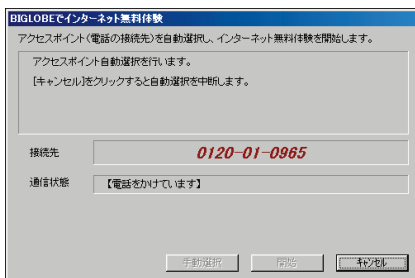 BIGLOBEでインターネット無料体験
アクセスポイント(電話の接続先)を自動選択し、インターネット無料体験を開始します。
アクセスポイント自動選択を行います。
[キャンセル]をクリックすると自動選択を中断します。
接続先 0120-01-0965
通信状態 【電話をかけています】
手動選択 開始 キャンセル